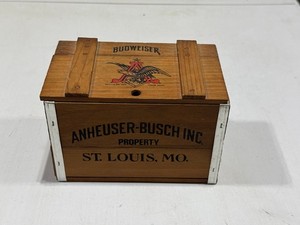 BUDWEISER
ANHEUSER-BUSCH INC.
PROPERTY
ST. LOUIS, MO.